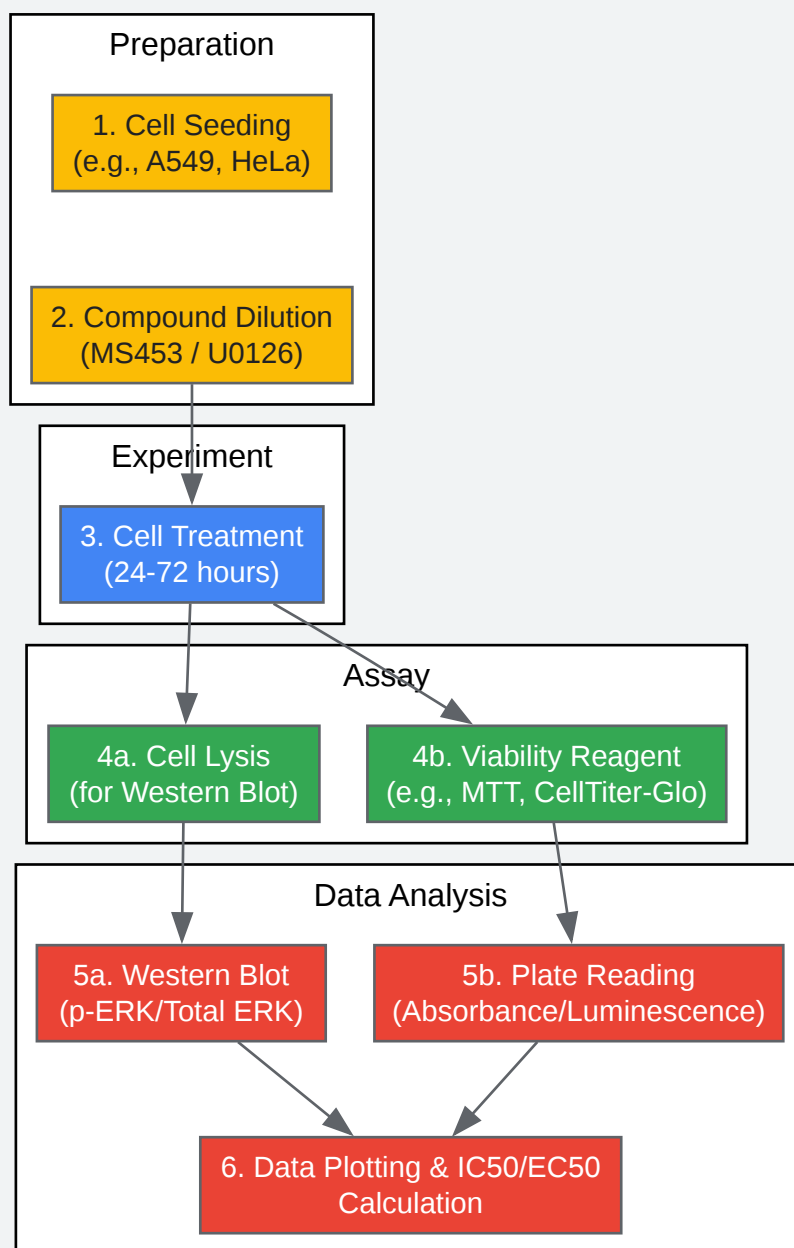 Preparation
1. Cell Seeding
(e.g., A549, HeLa)
2. Compound Dilution
(MS453 / U0126)
Experiment
3. Cell Treatment
(24-72 hours)
Assay
4a. Cell Lysis
(for Western Blot)
4b. Viability Reagent
(e.g., MTT, CellTiter-Glo)
Data Analysis
5a. Western Blot
(p-ERK/Total ERK)
5b. Plate Reading
(Absorbance/Luminescence)
6. Data Plotting & IC50/EC50
Calculation